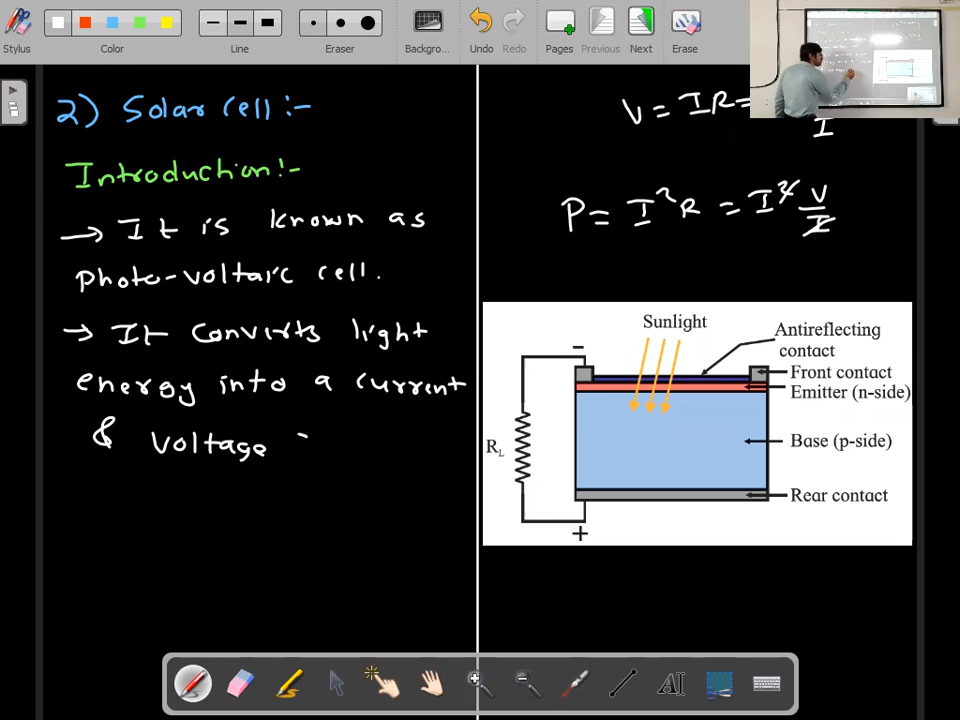 Stylus
Color
Line
Eraser
Backgro...
Undo
Redo
Pages
Previous
Next
Erase
2) Solar Cell :-
Introduction :-
→ It is known as
Photo-voltaic cell.
→ It converts light
energy into a current
& voltage
V = IR =
I
P = I²R = I² V
I
Sunlight
Antireflecting
contact
Front contact
Emitter (n-side)
Base (p-side)
Rear contact
R_L
−
+
AI